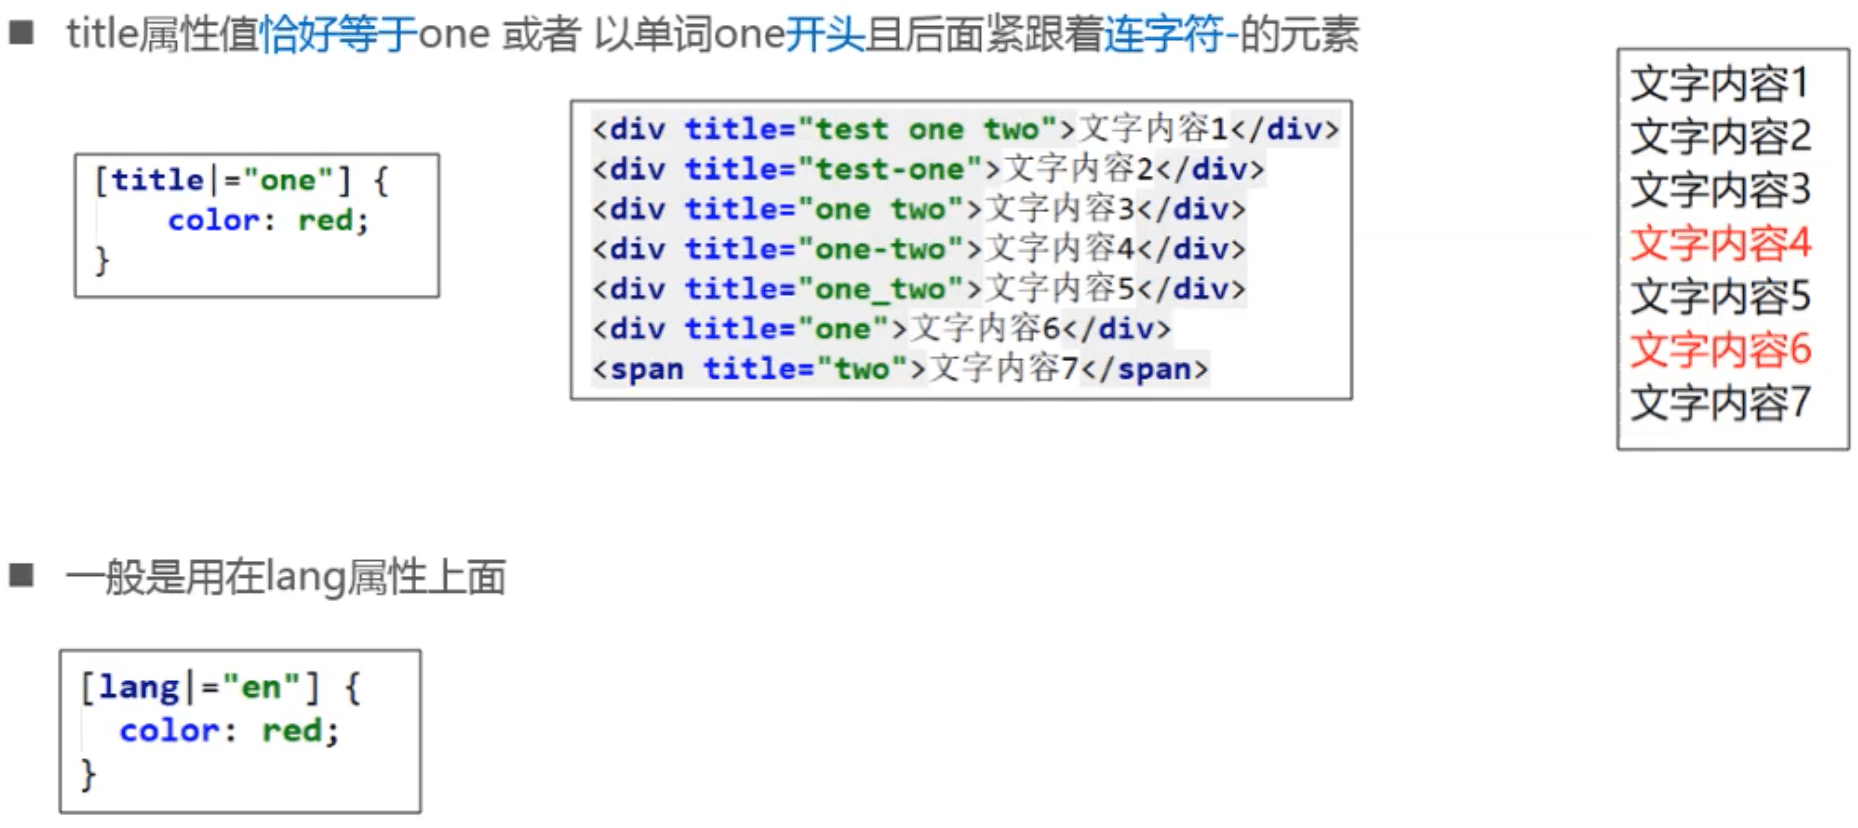 ■ title属性值恰好等于one 或者 以单词one开头且后面紧跟着连字符-的元素
[title|="one"] {
color: red;
}
<div title="test one two">文字内容1</div>
<div title="test-one">文字内容2</div>
<div title="one two">文字内容3</div>
<div title="one-two">文字内容4</div>
<div title="one_two">文字内容5</div>
<div title="one">文字内容6</div>
<span title="two">文字内容7</span>
文字内容1
文字内容2
文字内容3
文字内容4
文字内容5
文字内容6
文字内容7
■ 一般是用在lang属性上面
[lang|="en"] {
color: red;
}